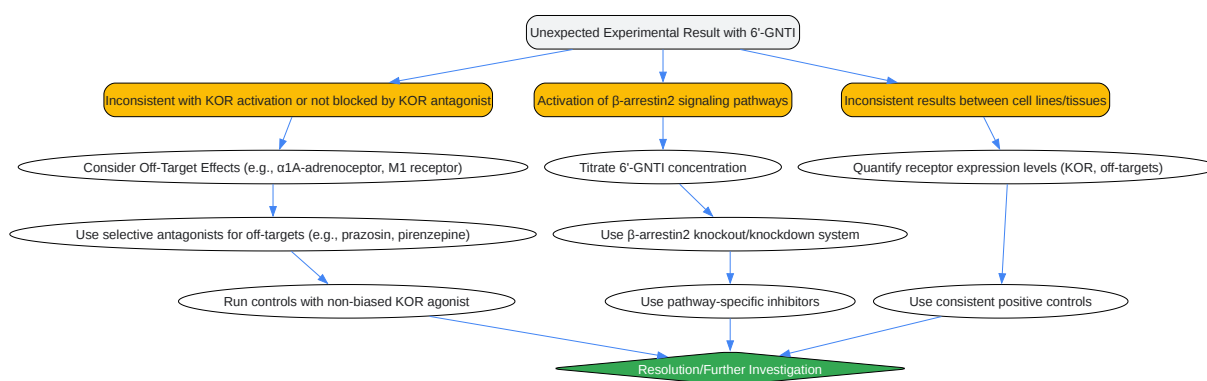 Unexpected Experimental Result with 6'-GNTI
Inconsistent with KOR activation or not blocked by KOR antagonist
Activation of β-arrestin2 signaling pathways
Inconsistent results between cell lines/tissues
Consider Off-Target Effects (e.g., α1A-adrenoceptor, M1 receptor)
Titrate 6'-GNTI concentration
Quantify receptor expression levels (KOR, off-targets)
Use selective antagonists for off-targets (e.g., prazosin, pirenzepine)
Use β-arrestin2 knockout/knockdown system
Run controls with non-biased KOR agonist
Use pathway-specific inhibitors
Use consistent positive controls
Resolution/Further Investigation